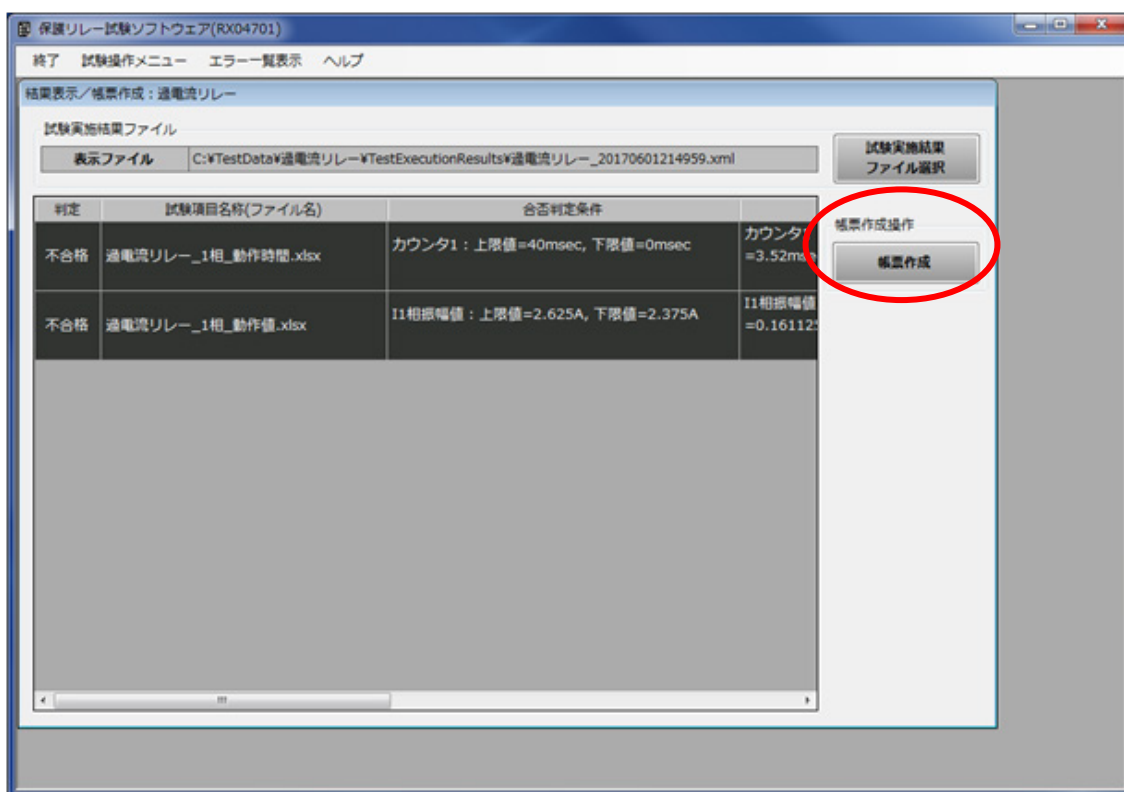 保護リレー試験ソフトウェア(RX04701)
終了 試験操作メニュー エラー一覧表示 ヘルプ
結果表示／帳票作成：過電流リレー
試験実施結果ファイル
表示ファイル C:¥TestData¥過電流リレー¥TestExecutionResults¥過電流リレー_20170601214959.xml
試験実施結果
ファイル選択
判定 試験項目名称(ファイル名) 合否判定条件
帳票作成操作
帳票作成
不合格 過電流リレー_1相_動作時間.xlsx カウンタ1：上限値=40msec, 下限値=0msec カウンタ1
=3.52msec
不合格 過電流リレー_1相_動作値.xlsx I1相振幅値：上限値=2.625A, 下限値=2.375A I1相振幅値
=0.161125